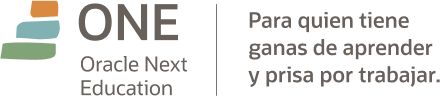 ONE
Oracle Next
Education
Para quien tiene
ganas de aprender
y prisa por trabajar.